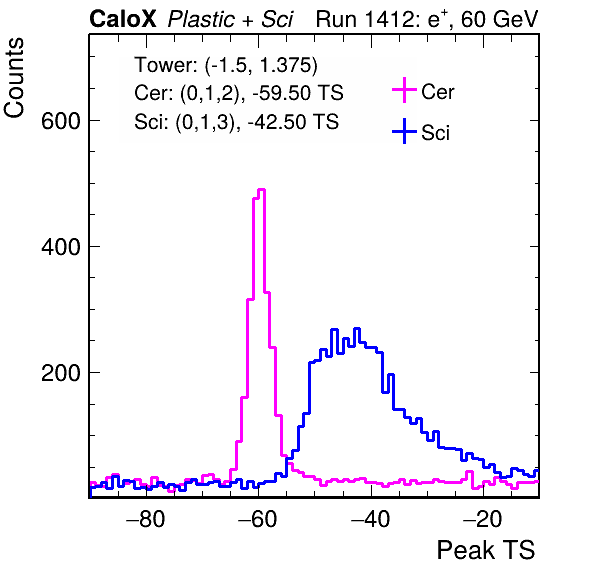 CaloX Plastic + Sci Run 1412: e⁺, 60 GeV
Counts
Tower: (-1.5, 1.375)
Cer: (0,1,2), -59.50 TS
Sci: (0,1,3), -42.50 TS
Cer
Sci
600
400
200
−80 −60 −40 −20
Peak TS